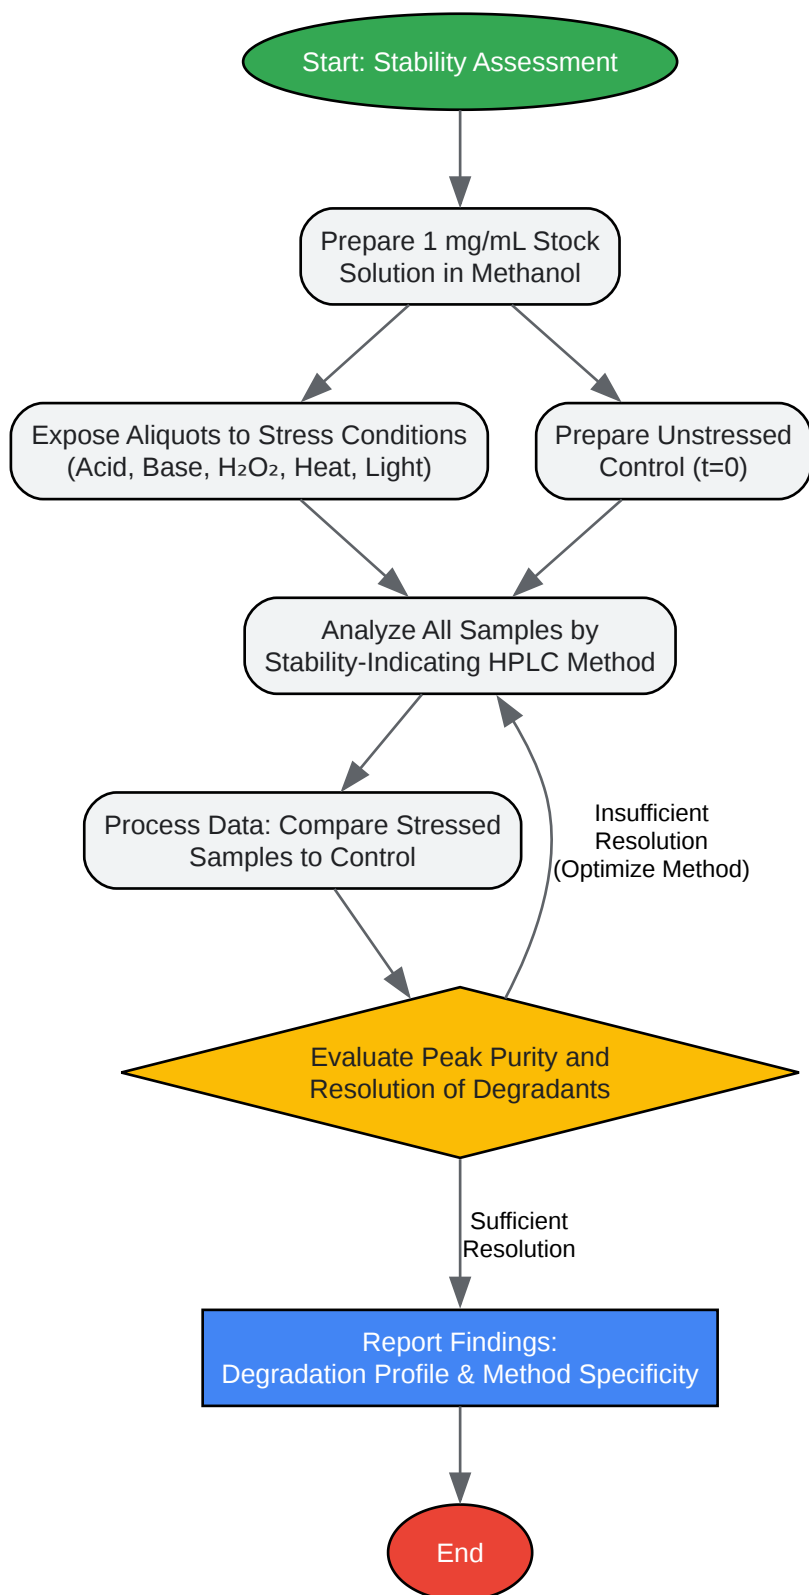 Start: Stability Assessment
Prepare 1 mg/mL Stock
Solution in Methanol
Expose Aliquots to Stress Conditions
(Acid, Base, H₂O₂, Heat, Light)
Prepare Unstressed
Control (t=0)
Analyze All Samples by
Stability-Indicating HPLC Method
Process Data: Compare Stressed
Samples to Control
Insufficient
Resolution
(Optimize Method)
Evaluate Peak Purity and
Resolution of Degradants
Sufficient
Resolution
Report Findings:
Degradation Profile & Method Specificity
End